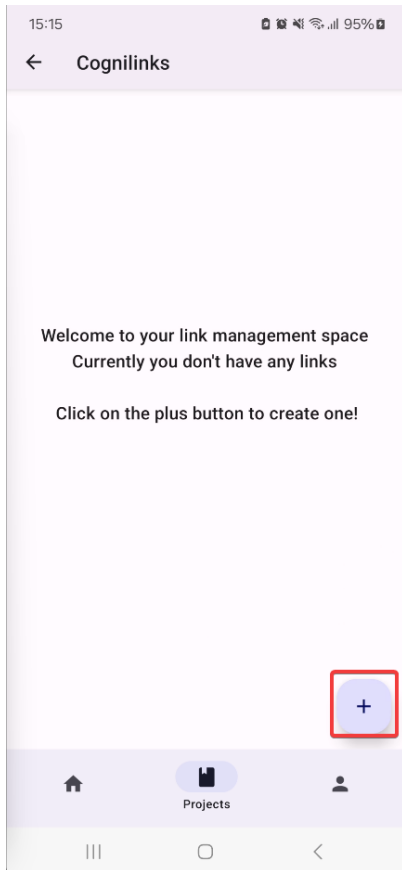 15:15
95%
Cognilinks
Welcome to your link management space
Currently you don't have any links
Click on the plus button to create one!
+
Projects